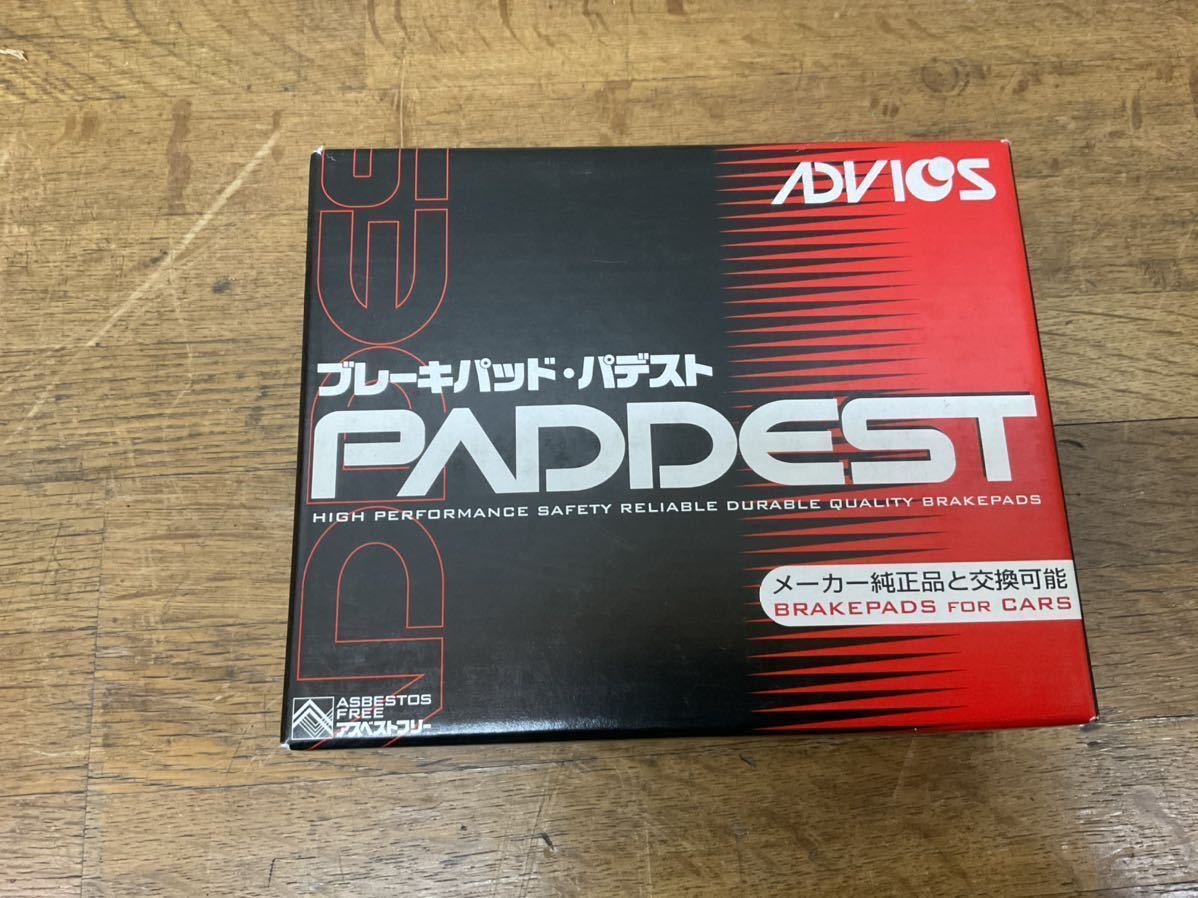 ADVICS
ブレーキパッド・パデスト
PADDEST
HIGH PERFORMANCE SAFETY RELIABLE DURABLE QUALITY BRAKEPADS
メーカー純正品と交換可能
BRAKEPADS FOR CARS
ASBESTOS
FREE
アスベストフリー